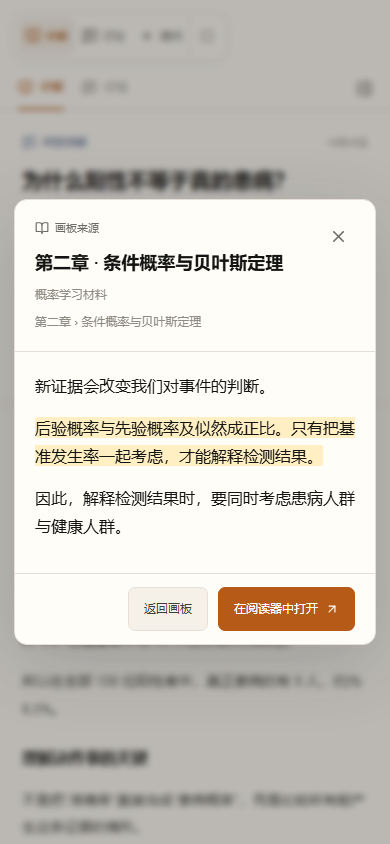 为什么阳性不等于真的患病？
画板来源
第二章 · 条件概率与贝叶斯定理
概率学习材料
第二章 › 条件概率与贝叶斯定理
新证据会改变我们对事件的判断。
后验概率与先验概率及似然成正比。只有把基
准发生率一起考虑，才能解释检测结果。
因此，解释检测结果时，要同时考虑患病人群
与健康人群。
返回画板
在阅读器中打开